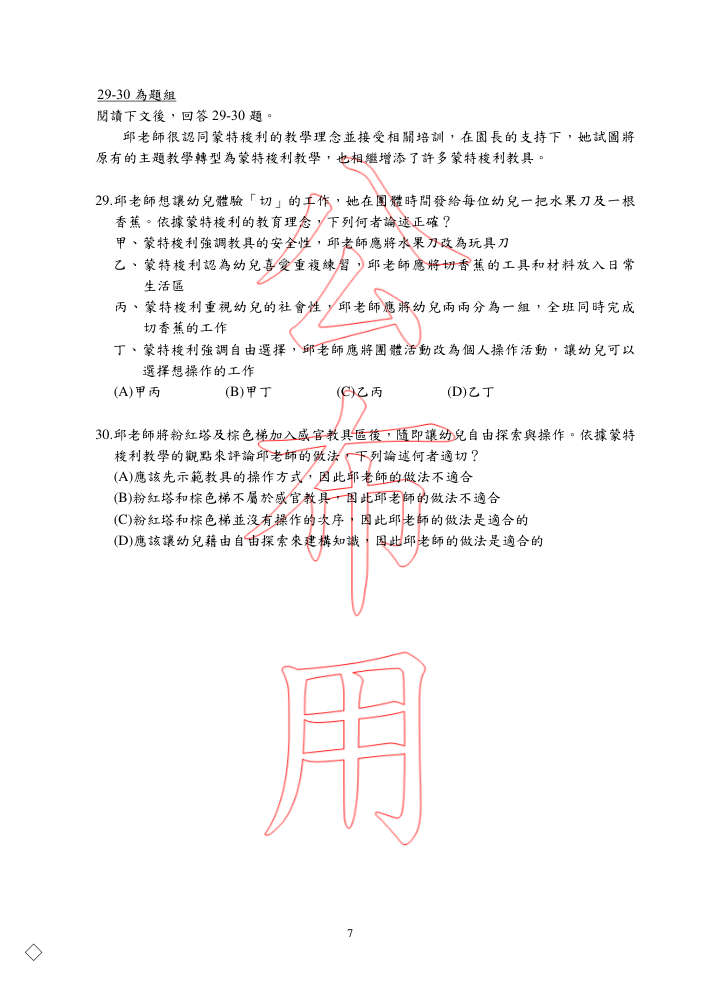 29-30 為題組
閱讀下文後，回答 29-30 題。
邱老師很認同蒙特梭利的教學理念並接受相關培訓，在園長的支持下，她試圖將
原有的主題教學轉型為蒙特梭利教學，也相繼增添了許多蒙特梭利教具。
29.邱老師想讓幼兒體驗「切」的工作，她在團體時間發給每位幼兒一把水果刀及一根
香蕉。依據蒙特梭利的教育理念，下列何者論述正確？
甲、蒙特梭利強調教具的安全性，邱老師應將水果刀改為玩具刀
乙、蒙特梭利認為幼兒喜愛重複練習，邱老師應將切香蕉的工具和材料放入日常
生活區
丙、蒙特梭利重視幼兒的社會性，邱老師應將幼兒兩兩分為一組，全班同時完成
切香蕉的工作
丁、蒙特梭利強調自由選擇，邱老師應將團體活動改為個人操作活動，讓幼兒可以
選擇想操作的工作
(A)甲丙 (B)甲丁 (C)乙丙 (D)乙丁
30.邱老師將粉紅塔及棕色梯加入感官教具區後，隨即讓幼兒自由探索與操作。依據蒙特
梭利教學的觀點來評論邱老師的做法，下列論述何者適切？
(A)應該先示範教具的操作方式，因此邱老師的做法不適合
(B)粉紅塔和棕色梯不屬於感官教具，因此邱老師的做法不適合
(C)粉紅塔和棕色梯並沒有操作的次序，因此邱老師的做法是適合的
(D)應該讓幼兒藉由自由探索來建構知識，因此邱老師的做法是適合的
公
布
用
7